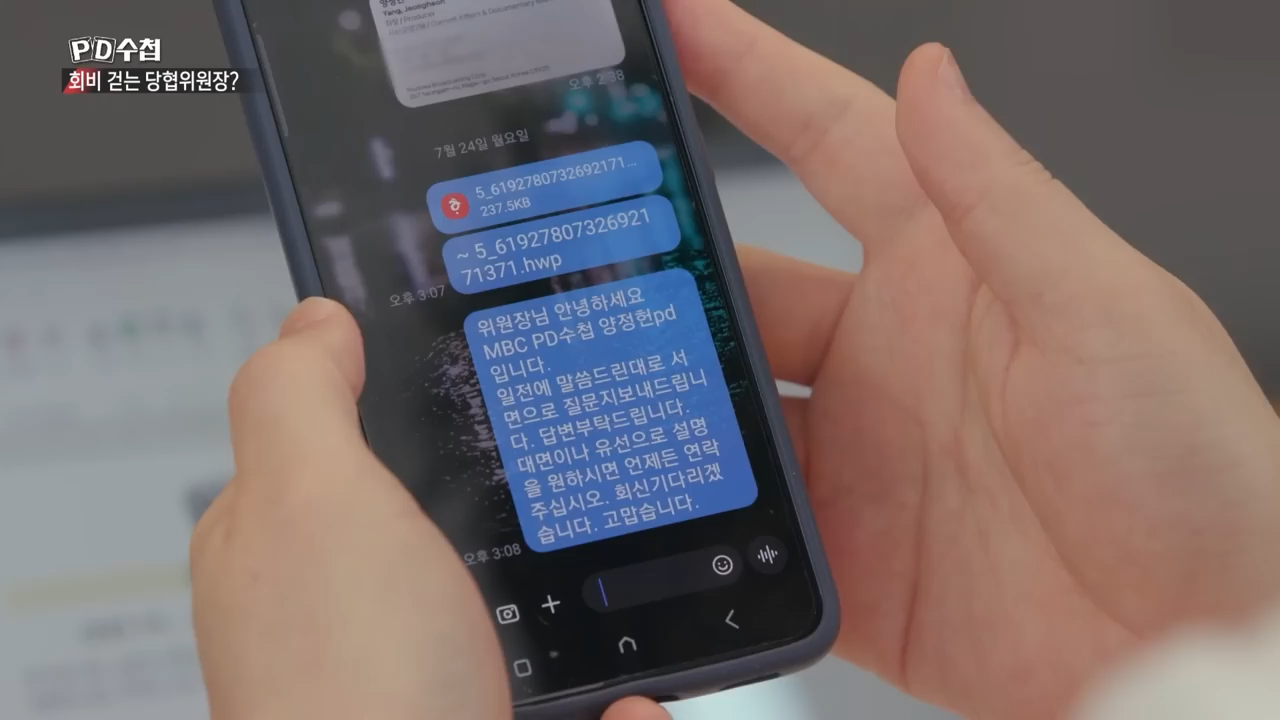 PD수첩
회비 걷는 당협위원장?
Yang, Jeongheon
차장 / Producer
오후 2:38
7월 24일 월요일
5_6192780732692171...
237.5KB
~ 5_61927807326921
71371.hwp
오후 3:07
위원장님 안녕하세요
MBC PD수첩 양정헌pd
입니다.
일전에 말씀드린대로 서
면으로 질문지보내드립니
다. 답변부탁드립니다.
대면이나 유선으로 설명
을 원하시면 언제든 연락
주십시오. 회신기다리겠
습니다. 고맙습니다.
오후 3:08